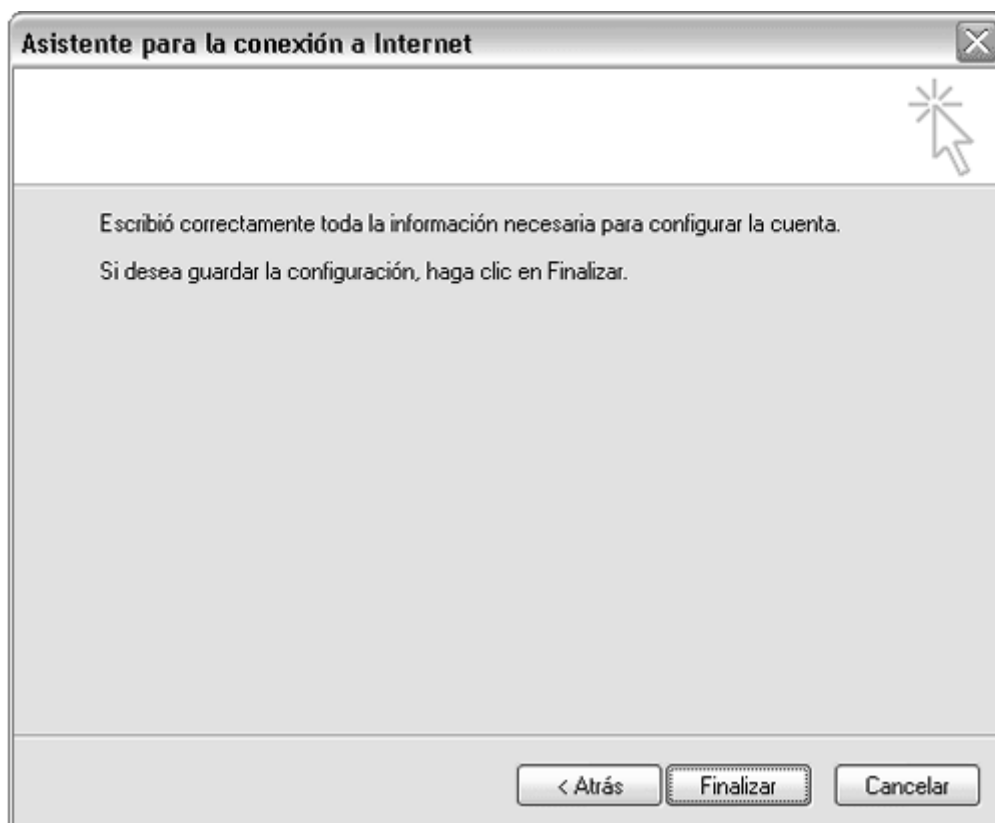 Asistente para la conexión a Internet
Escribió correctamente toda la información necesaria para configurar la cuenta.
Si desea guardar la configuración, haga clic en Finalizar.
< Atrás
Finalizar
Cancelar